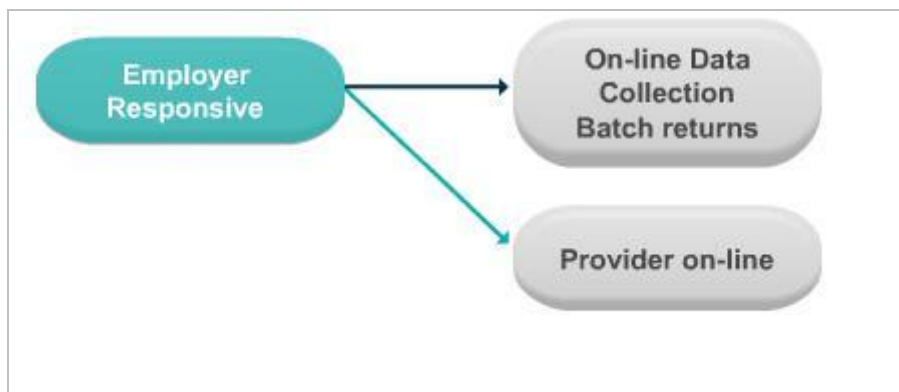 Employer
Responsive
On-line Data
Collection
Batch returns
Provider on-line